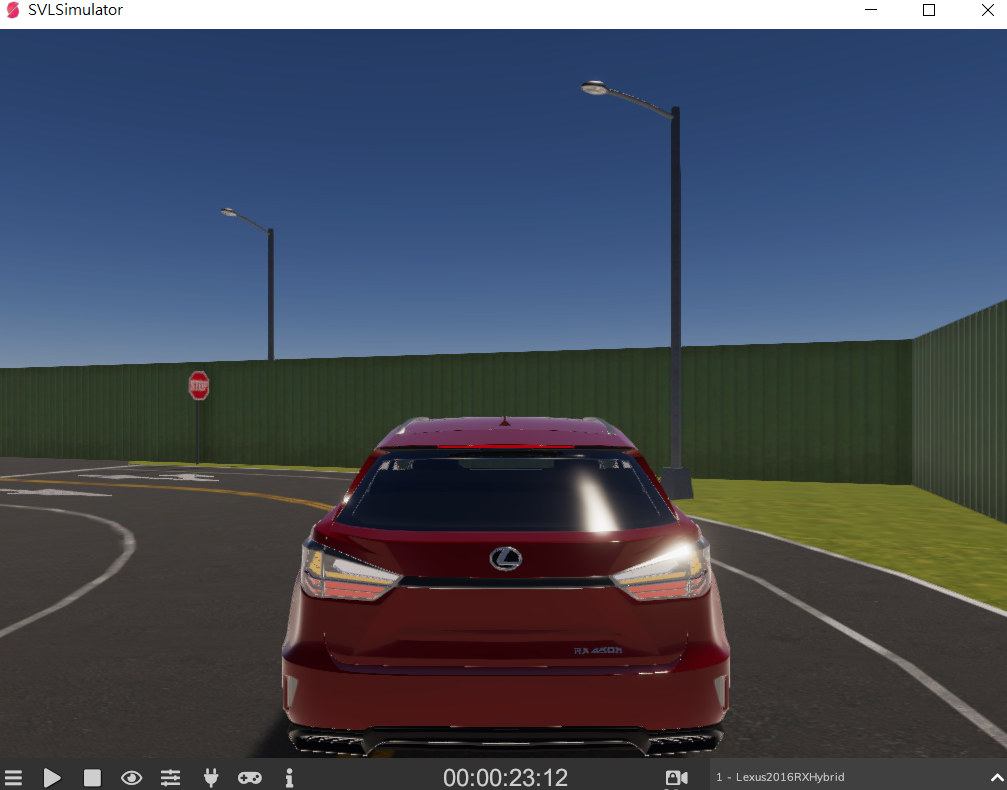 SVLSimulator
STOP
RX 450h
00:00:23:12
1 - Lexus2016RXHybrid